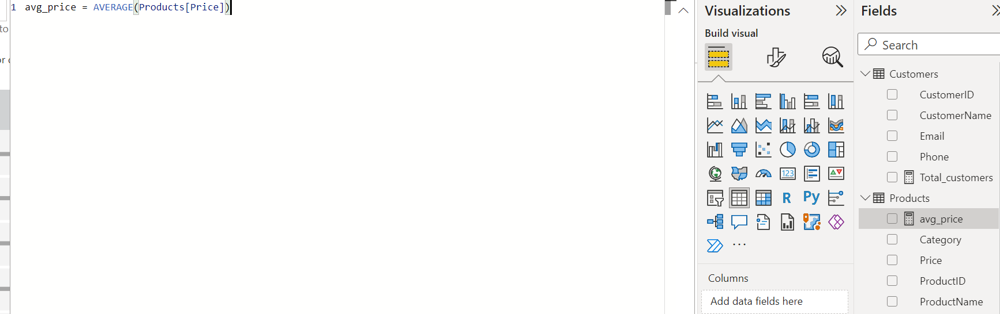 1 avg_price = AVERAGE(Products[Price])
to
or
Visualizations
Build visual
123
R
Py
Columns
Add data fields here
Fields
Search
Customers
CustomerID
CustomerName
Email
Phone
Total_customers
Products
avg_price
Category
Price
ProductID
ProductName